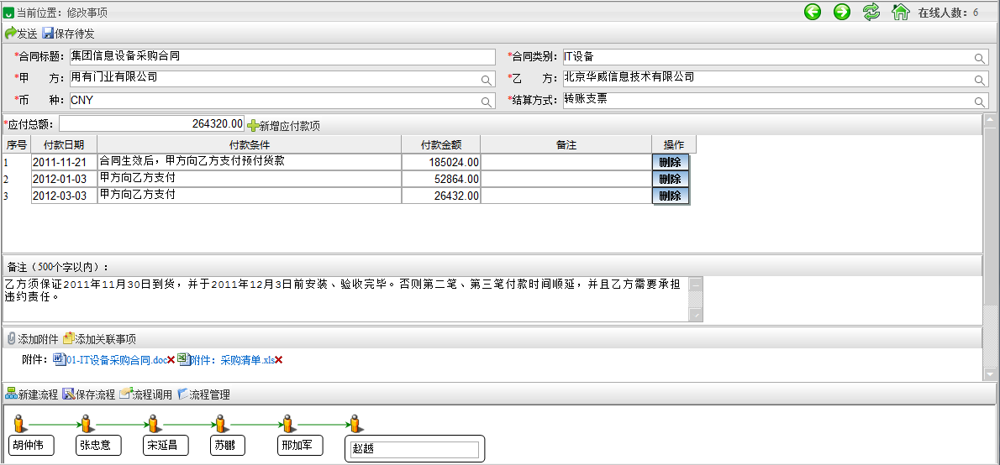 当前位置：修改事项 在线人数：6
发送 保存待发
*合同标题：集团信息设备采购合同 *合同类别：IT设备
*甲 方：用有门业有限公司 *乙 方：北京华威信息技术有限公司
*币 种：CNY *结算方式：转账支票
*应付总额：264320.00 新增应付款项
序号 付款日期 付款条件 付款金额 备注 操作
1 2011-11-21 合同生效后，甲方向乙方支付预付货款 185024.00 删除
2 2012-01-03 甲方向乙方支付 52864.00 删除
3 2012-03-03 甲方向乙方支付 26432.00 删除
备注（500个字以内）：
乙方须保证2011年11月30日到货，并于2011年12月3日前安装、验收完毕。否则第二笔、第三笔付款时间顺延，并且乙方需要承担
违约责任。
添加附件 添加关联事项
附件：01-IT设备采购合同.doc 附件：采购清单.xls
新建流程 保存流程 流程调用 流程管理
胡仲伟 张忠意 宋延昌 苏鹏 邢加军 赵越